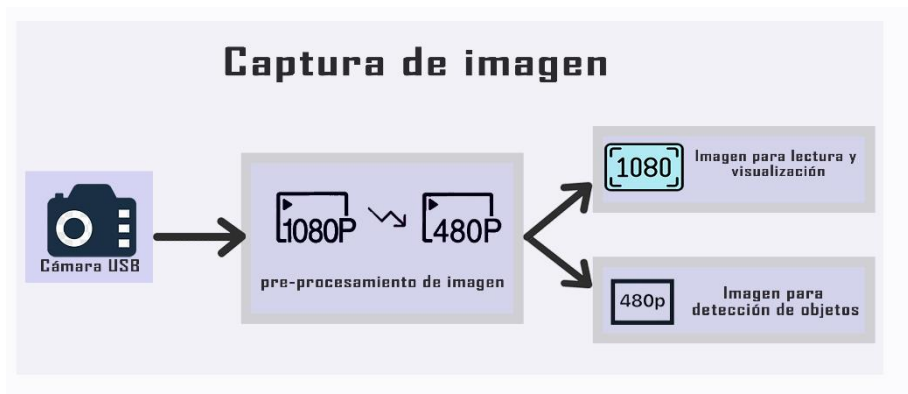 Captura de imagen
Cámara USB
1080P
480P
pre-procesamiento de imagen
1080
Imagen para lectura y
visualización
480p
Imagen para
detección de objetos